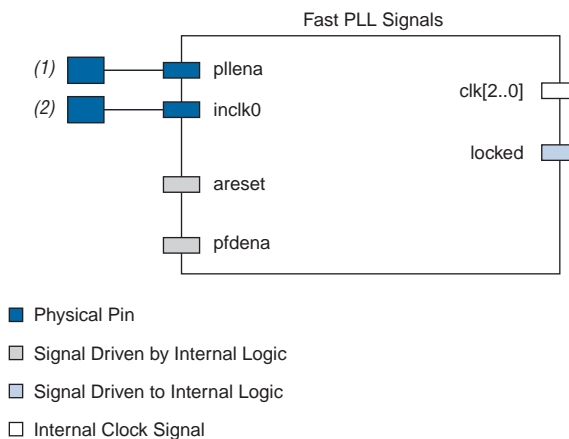 Fast PLL Signals
(1)
pllena
(2)
inclk0
clk[2..0]
locked
areset
pfdena
Physical Pin
Signal Driven by Internal Logic
Signal Driven to Internal Logic
Internal Clock Signal